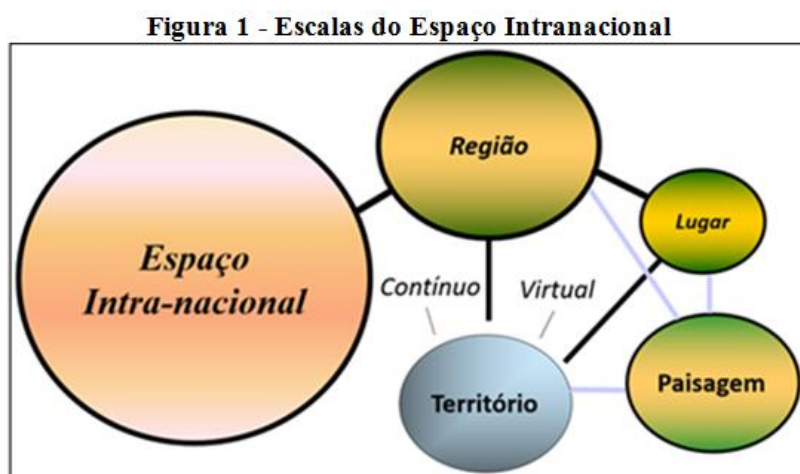 Figura 1 - Escalas do Espaço Intranacional
Região
Lugar
Espaço
Intra-nacional
Contínuo
Virtual
Território
Paisagem